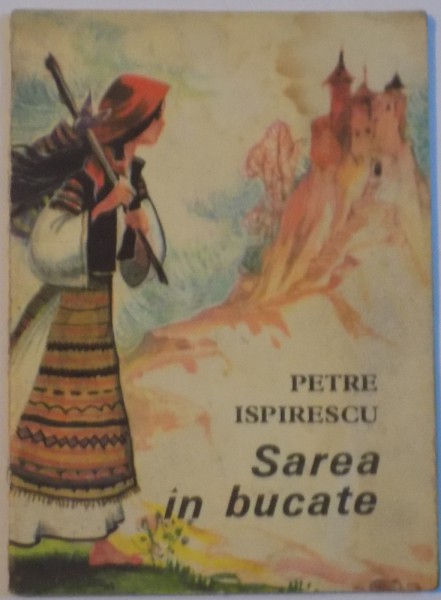 PETRE
ISPIRESCU
Sarea
in bucate